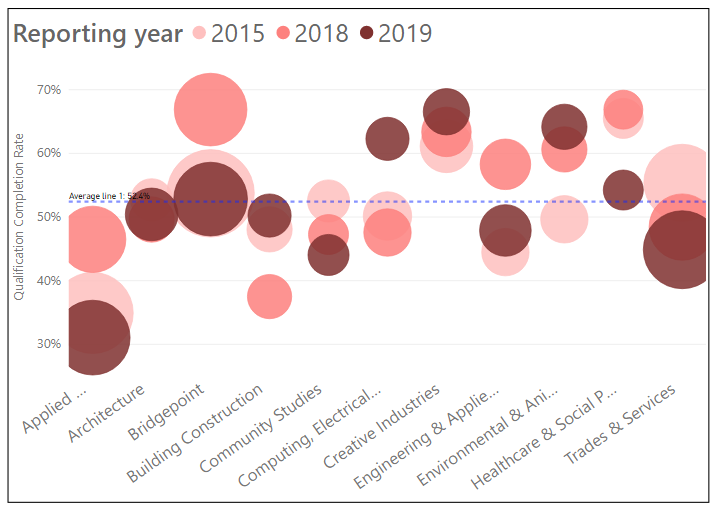 Reporting year 2015 2018 2019
Qualification Completion Rate
70%
60%
Average line 1: 52.4%
50%
40%
30%
Applied ...
Architecture
Bridgepoint
Building Construction
Community Studies
Computing, Electrical...
Creative Industries
Engineering & Applie...
Environmental & Ani...
Healthcare & Social P...
Trades & Services